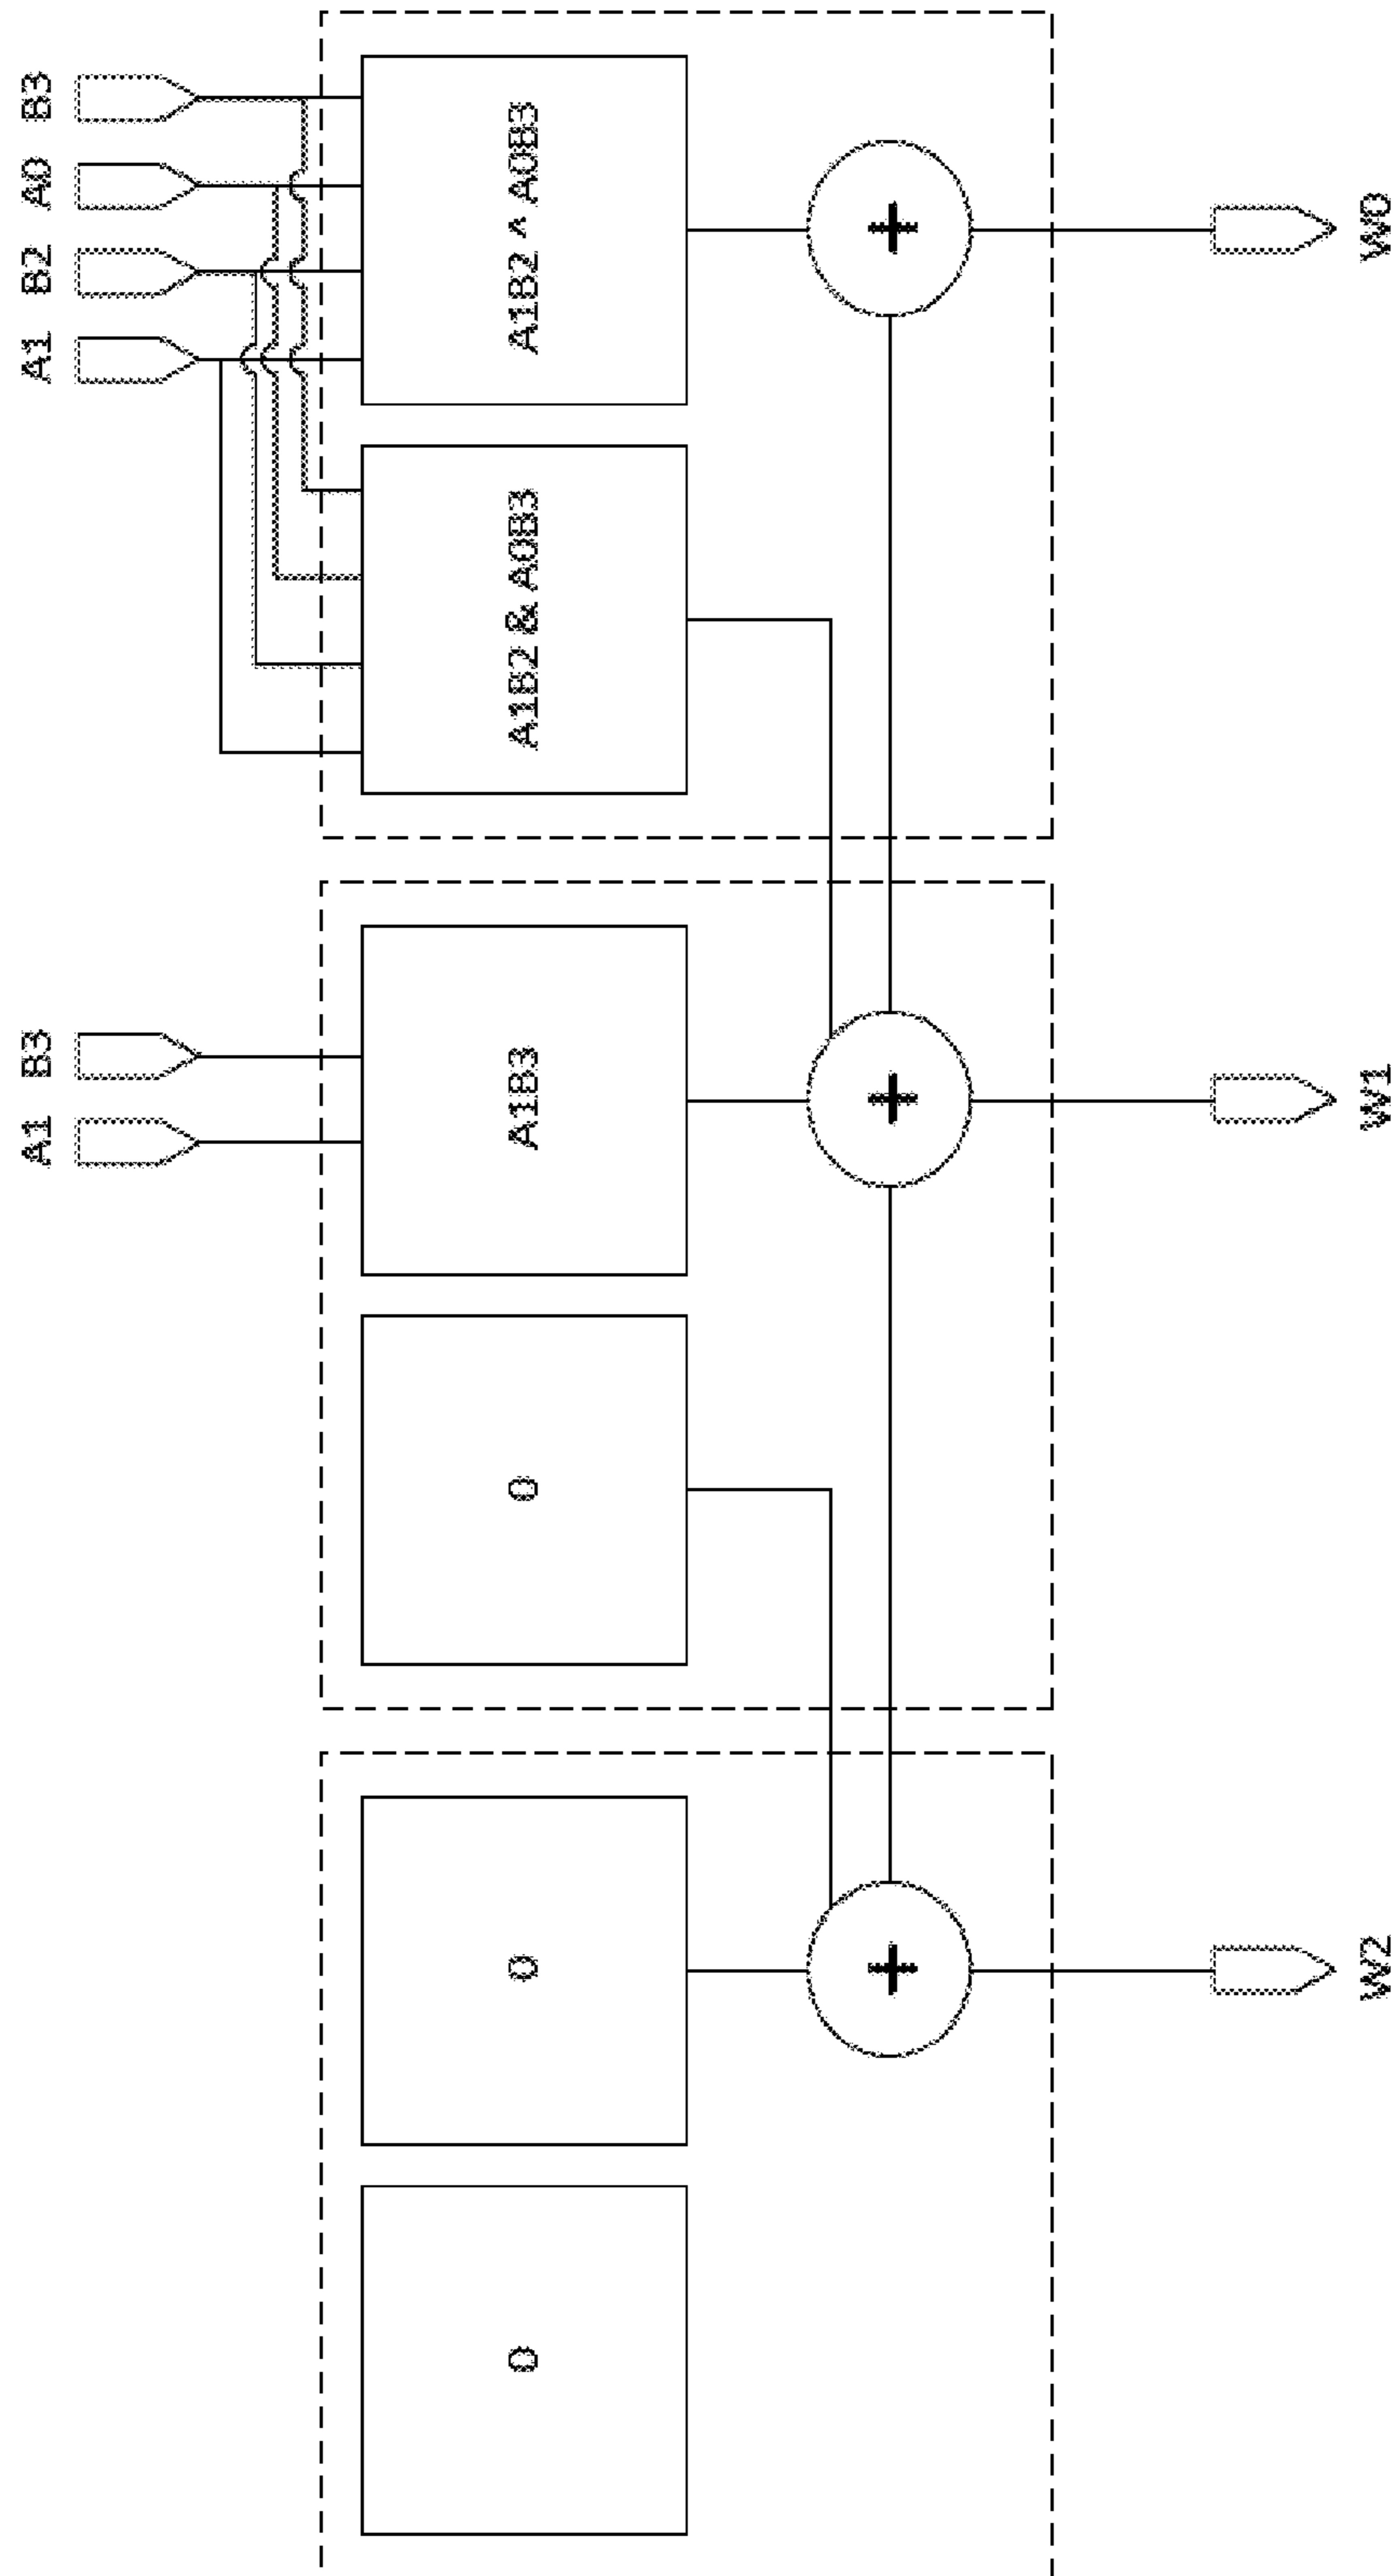 A1 B3 A1 B2 A0 B3
0 0 0 A1B3 A1B2 & A0B3 A1B2 ^ A0B3
+ + +
W2 W1 W0